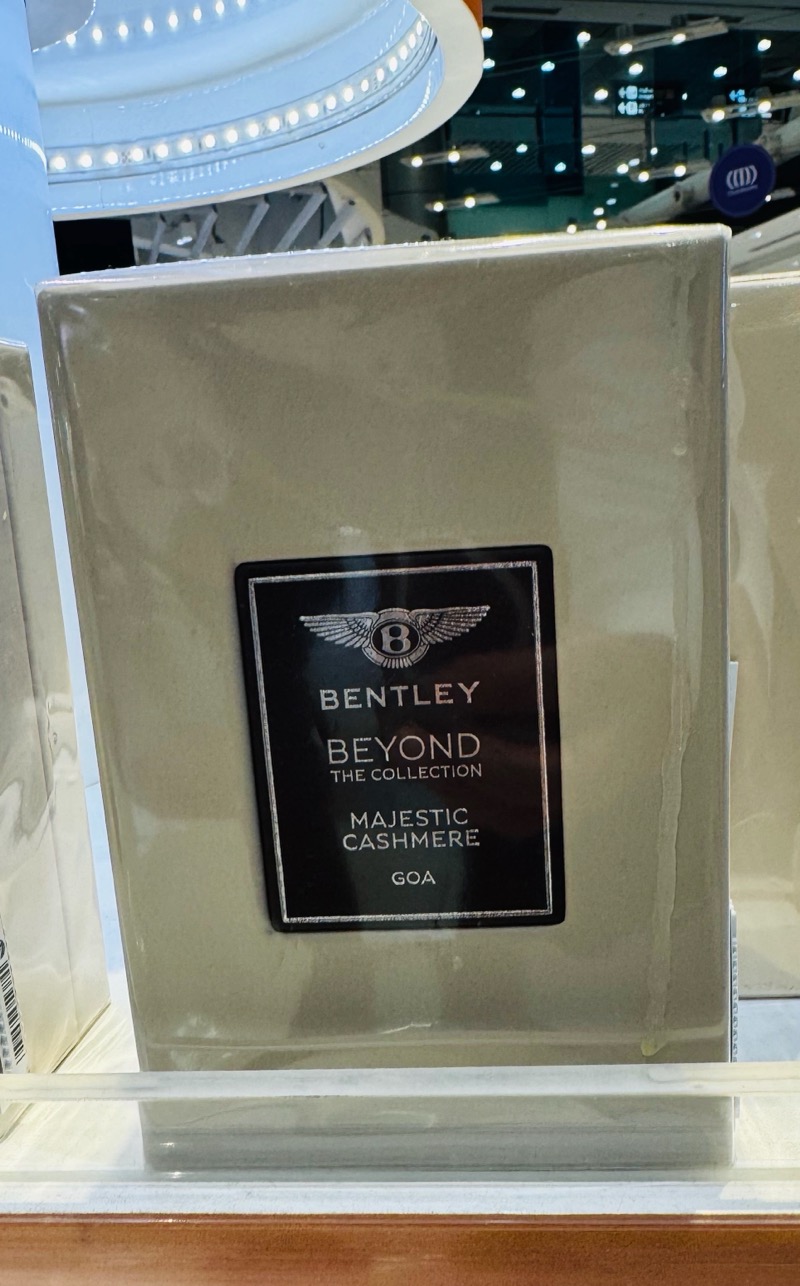 B
BENTLEY
BEYOND
THE COLLECTION
MAJESTIC
CASHMERE
GOA